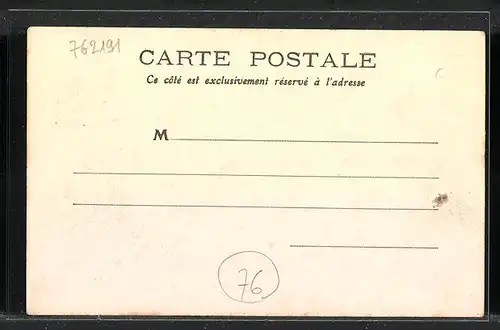 762191
CARTE POSTALE
Ce côté est exclusivement réservé à l'adresse
M
76